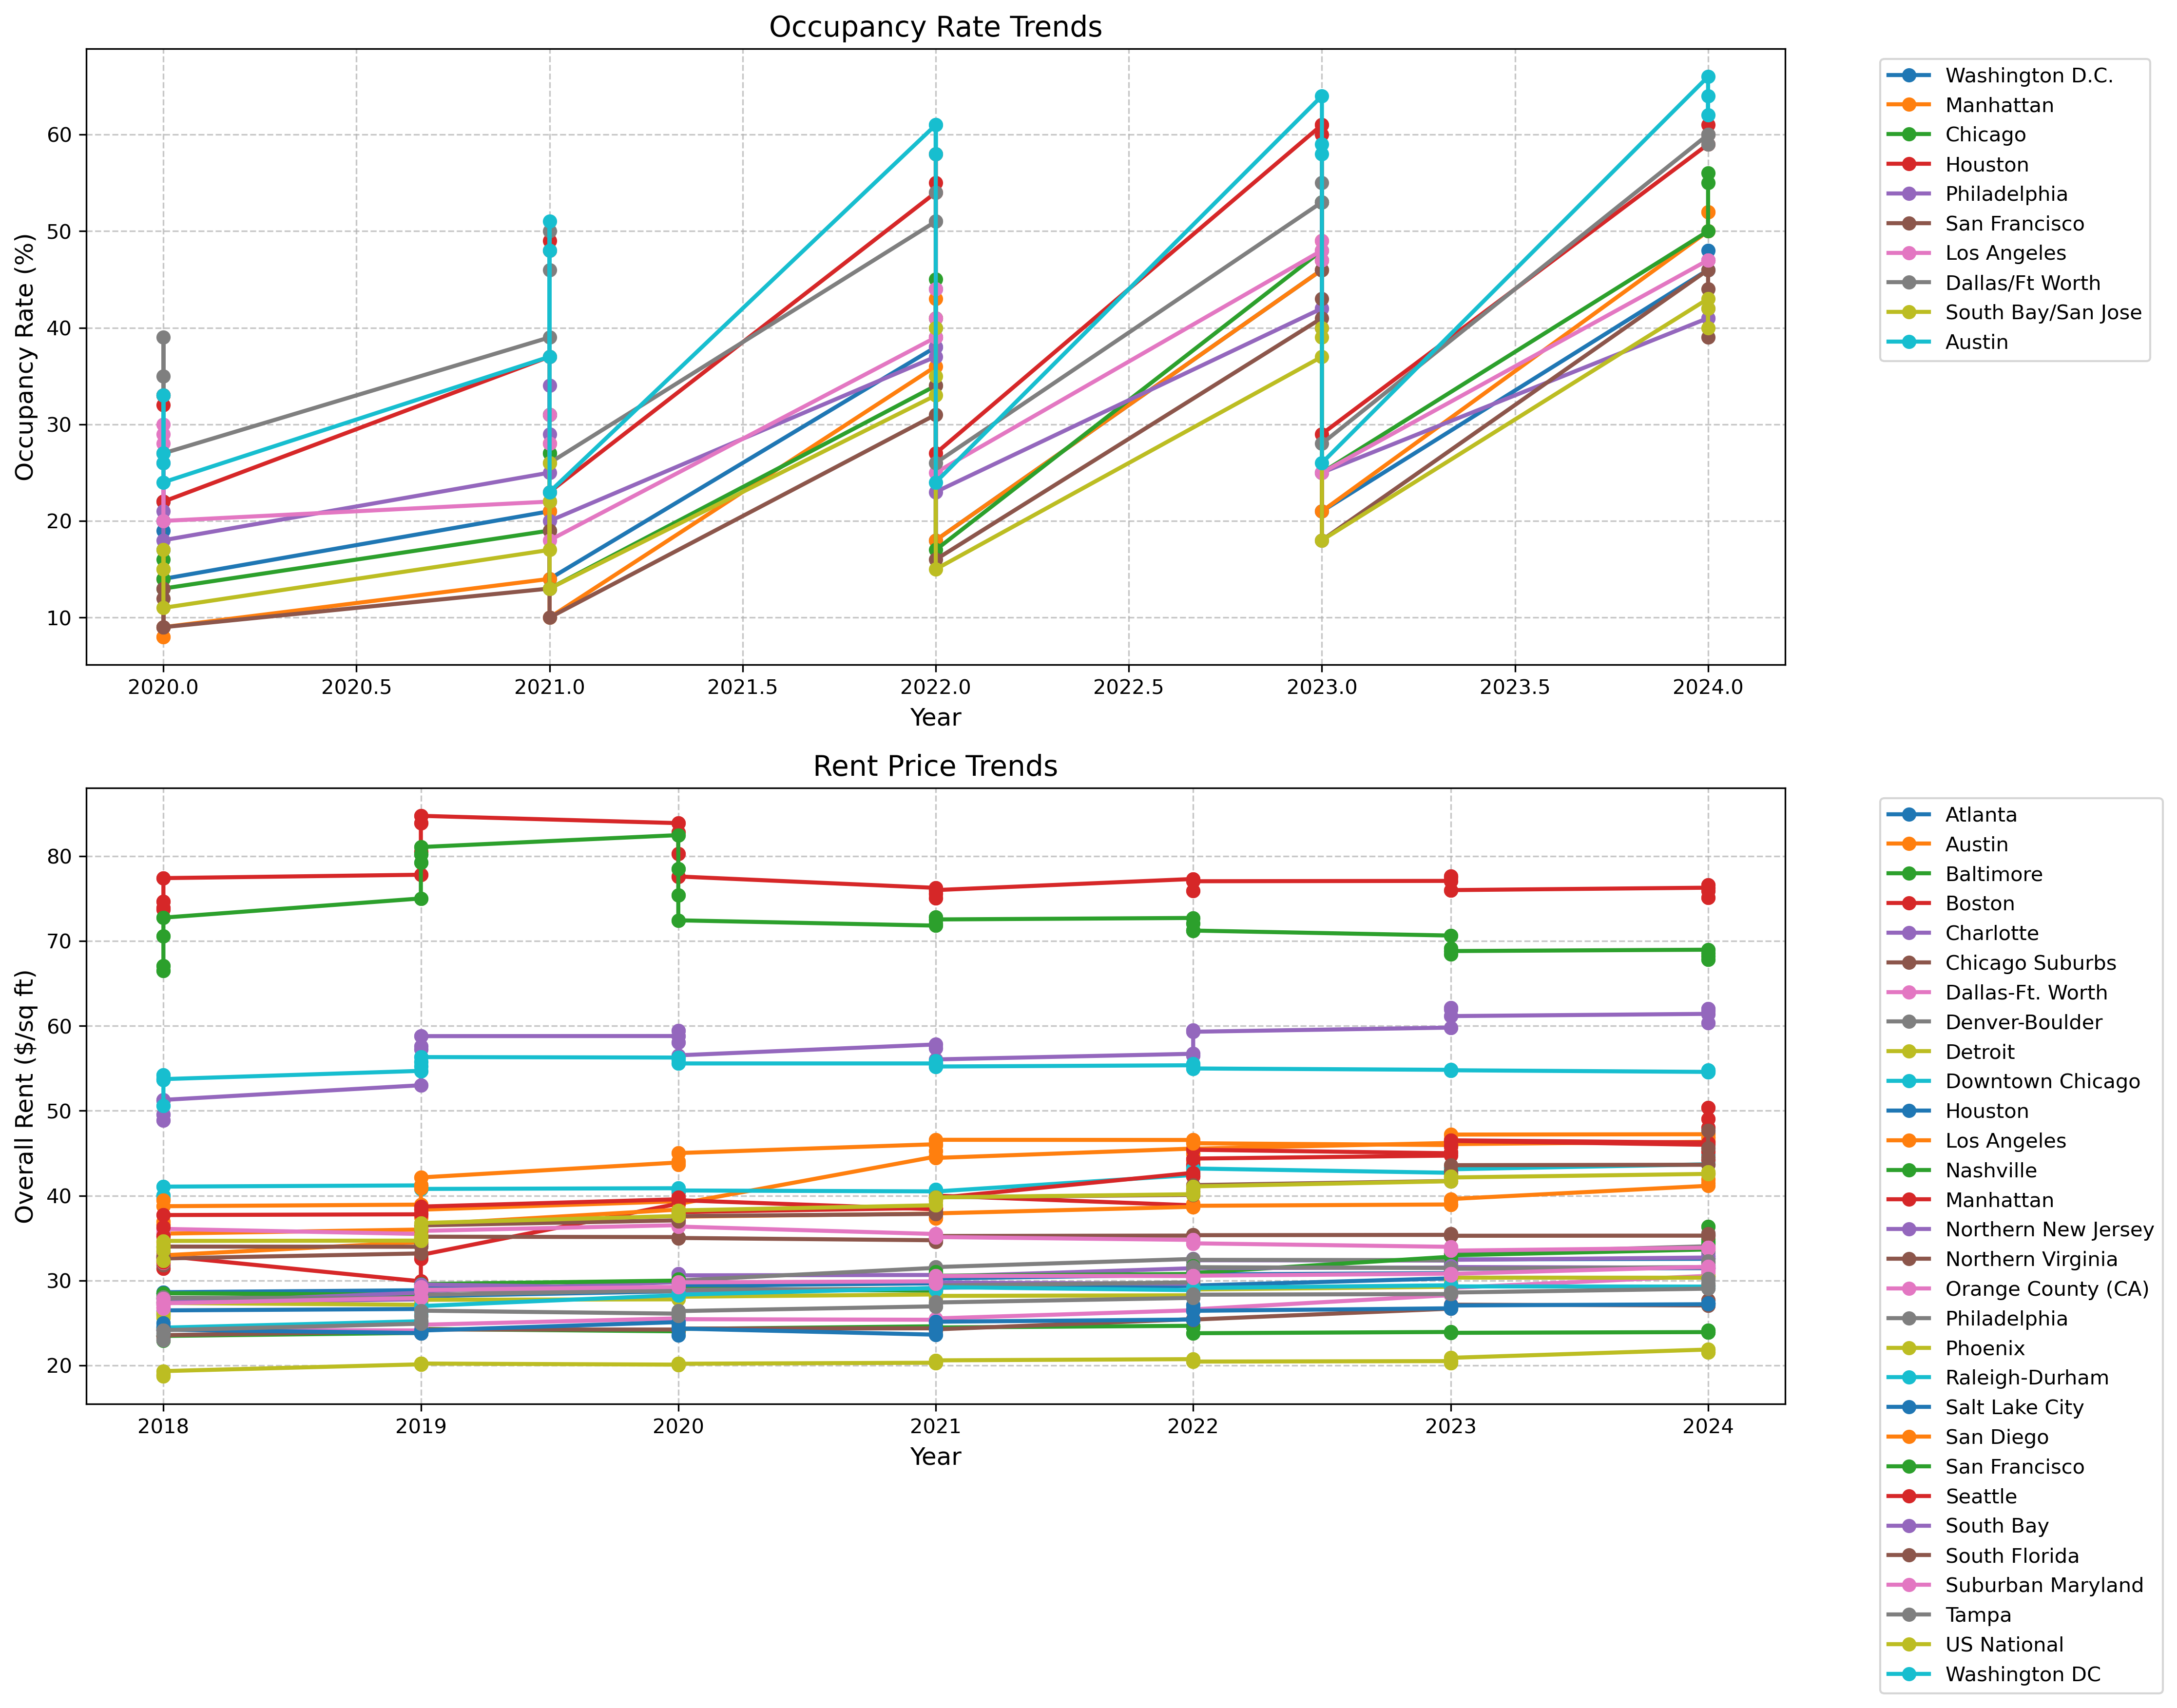 Occupancy Rate Trends
Occupancy Rate (%)
60
50
40
30
20
10
2020.0 2020.5 2021.0 2021.5 2022.0 2022.5 2023.0 2023.5 2024.0
Year
Washington D.C.
Manhattan
Chicago
Houston
Philadelphia
San Francisco
Los Angeles
Dallas/Ft Worth
South Bay/San Jose
Austin
Rent Price Trends
Overall Rent ($/sq ft)
80
70
60
50
40
30
20
2018 2019 2020 2021 2022 2023 2024
Year
Atlanta
Austin
Baltimore
Boston
Charlotte
Chicago Suburbs
Dallas-Ft. Worth
Denver-Boulder
Detroit
Downtown Chicago
Houston
Los Angeles
Nashville
Manhattan
Northern New Jersey
Northern Virginia
Orange County (CA)
Philadelphia
Phoenix
Raleigh-Durham
Salt Lake City
San Diego
San Francisco
Seattle
South Bay
South Florida
Suburban Maryland
Tampa
US National
Washington DC